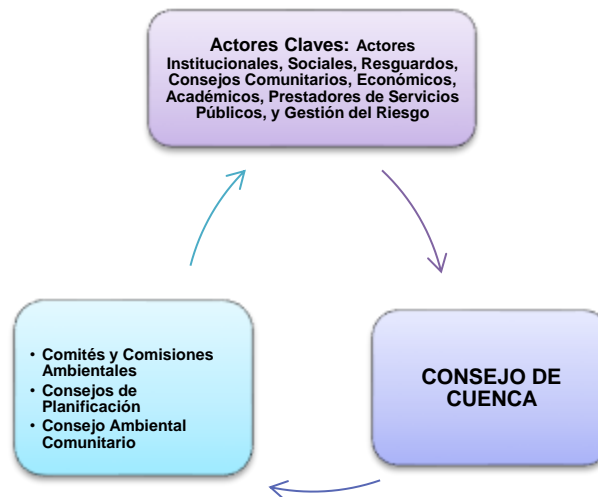 Actores Claves: Actores
Institucionales, Sociales, Resguardos,
Consejos Comunitarios, Económicos,
Académicos, Prestadores de Servicios
Públicos, y Gestión del Riesgo
• Comités y Comisiones
Ambientales
• Consejos de
Planificación
• Consejo Ambiental
Comunitario
CONSEJO DE
CUENCA